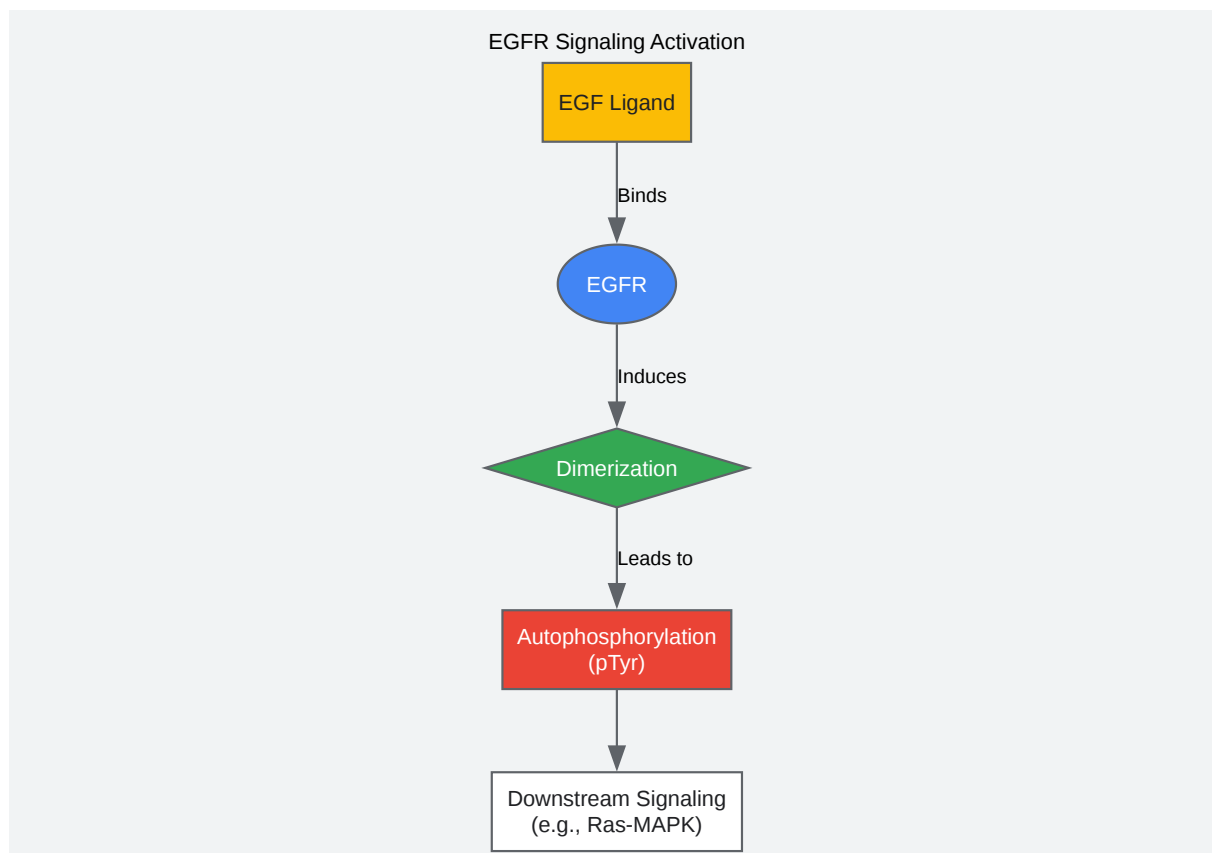 EGFR Signaling Activation
EGF Ligand
Binds
EGFR
Induces
Dimerization
Leads to
Autophosphorylation
(pTyr)
Downstream Signaling
(e.g., Ras-MAPK)